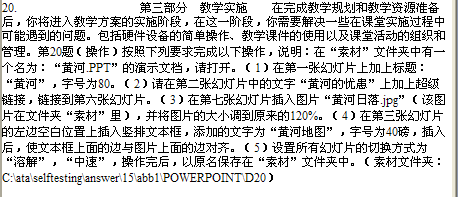 20. 第三部分 教学实施 在完成教学规划和教学资源准备
后，你将进入教学方案的实施阶段，在这一阶段，你需要解决一些在课堂实施过程中
可能遇到的问题。包括硬件设备的简单操作、教学课件的使用以及课堂活动的组织和
管理。第20题（操作）按照下列要求完成以下操作，说明：在“素材”文件夹中有一
个名为：“黄河.PPT”的演示文档，请打开。（1）在第一张幻灯片上加上标题：
“黄河”，字号为80。（2）请在第二张幻灯片中的文字“黄河的忧患”上加上超级
链接，链接到第六张幻灯片。（3）在第七张幻灯片插入图片“黄河日落.jpg”（该图
片在文件夹“素材”里），并将图片的大小调到原来的120%。（4）在第三张幻灯片
的左边空白位置上插入竖排文本框，添加的文字为“黄河地图”，字号为40磅，插入
后，使文本框上面的边与图片上面的边对齐。（5）设置所有幻灯片的切换方式为
“溶解”，“中速”，操作完后，以原名保存在“素材”文件夹中。（素材文件夹：
C:\ata\selftesting\answer\15\abb1\POWERPOINT\D20）